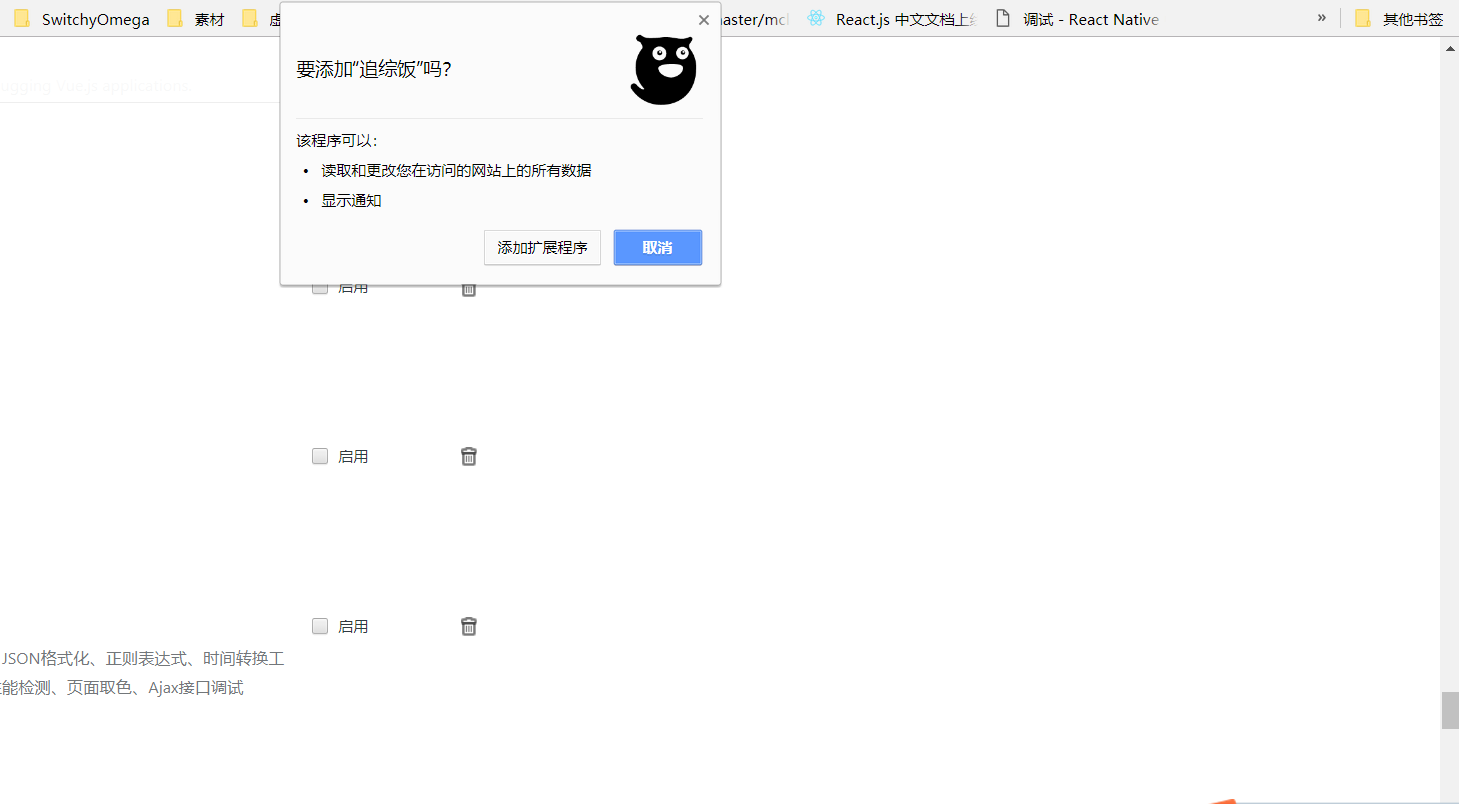 SwitchyOmega 素材 aster/mcl React.js 中文文档上 调试 - React Native » 其他书签
要添加“追综饭”吗?
ugging Vue.js applications.
该程序可以:
• 读取和更改您在访问的网站上的所有数据
• 显示通知
添加扩展程序 取消
启用
启用
启用
JSON格式化、正则表达式、时间转换工
能检测、页面取色、Ajax接口调试